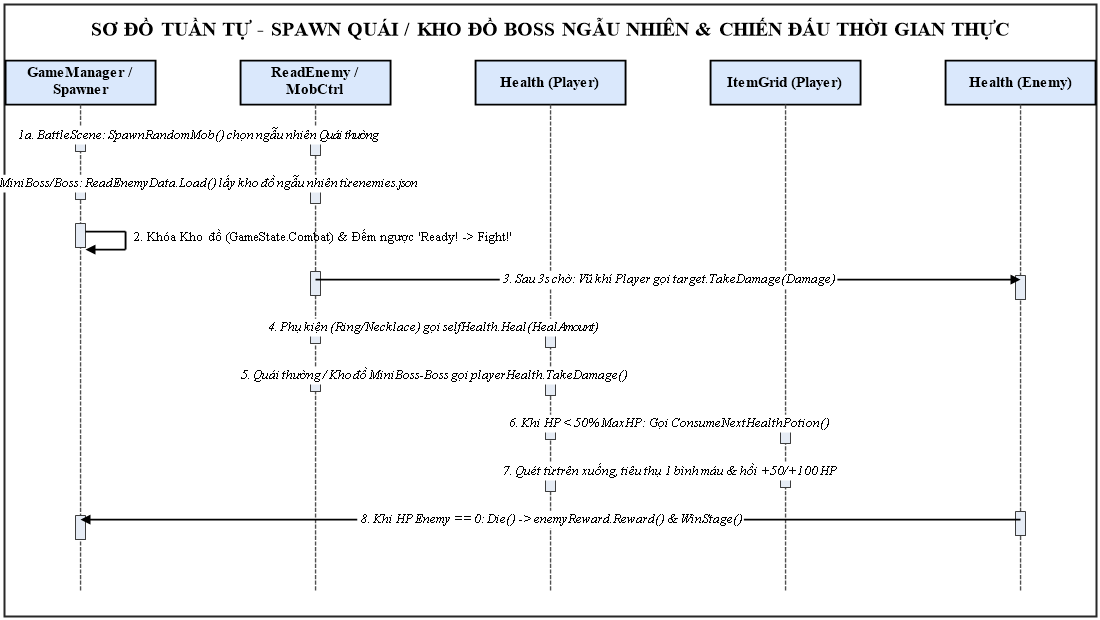 SƠ ĐỒ TUẦN TỰ - SPAWN QUÁI / KHO ĐỒ BOSS NGẪU NHIÊN & CHIẾN ĐẤU THỜI GIAN THỰC
GameManager /
Spawner
ReadEnemy /
MobCtrl
Health (Player)
ItemGrid (Player)
Health (Enemy)
1a. BattleScene: SpawnRandomMob() chọn ngẫu nhiên Quái thường
MiniBoss/Boss: ReadEnemyData.Load() lấy kho đồ ngẫu nhiên từ enemies.json
2. Khóa Kho đồ (GameState.Combat) & Đếm ngược 'Ready! -> Fight!'
3. Sau 3s chờ: Vũ khí Player gọi target.TakeDamage(Damage)
4. Phụ kiện (Ring/Necklace) gọi selfHealth.Heal(HealAmount)
5. Quái thường / Kho đồ MiniBoss-Boss gọi playerHealth.TakeDamage()
6. Khi HP < 50% MaxHP: Gọi ConsumeNextHealthPotion()
7. Quét từ trên xuống, tiêu thụ 1 bình máu & hồi +50/+100 HP
8. Khi HP Enemy == 0: Die() -> enemyReward.Reward() & WinStage()